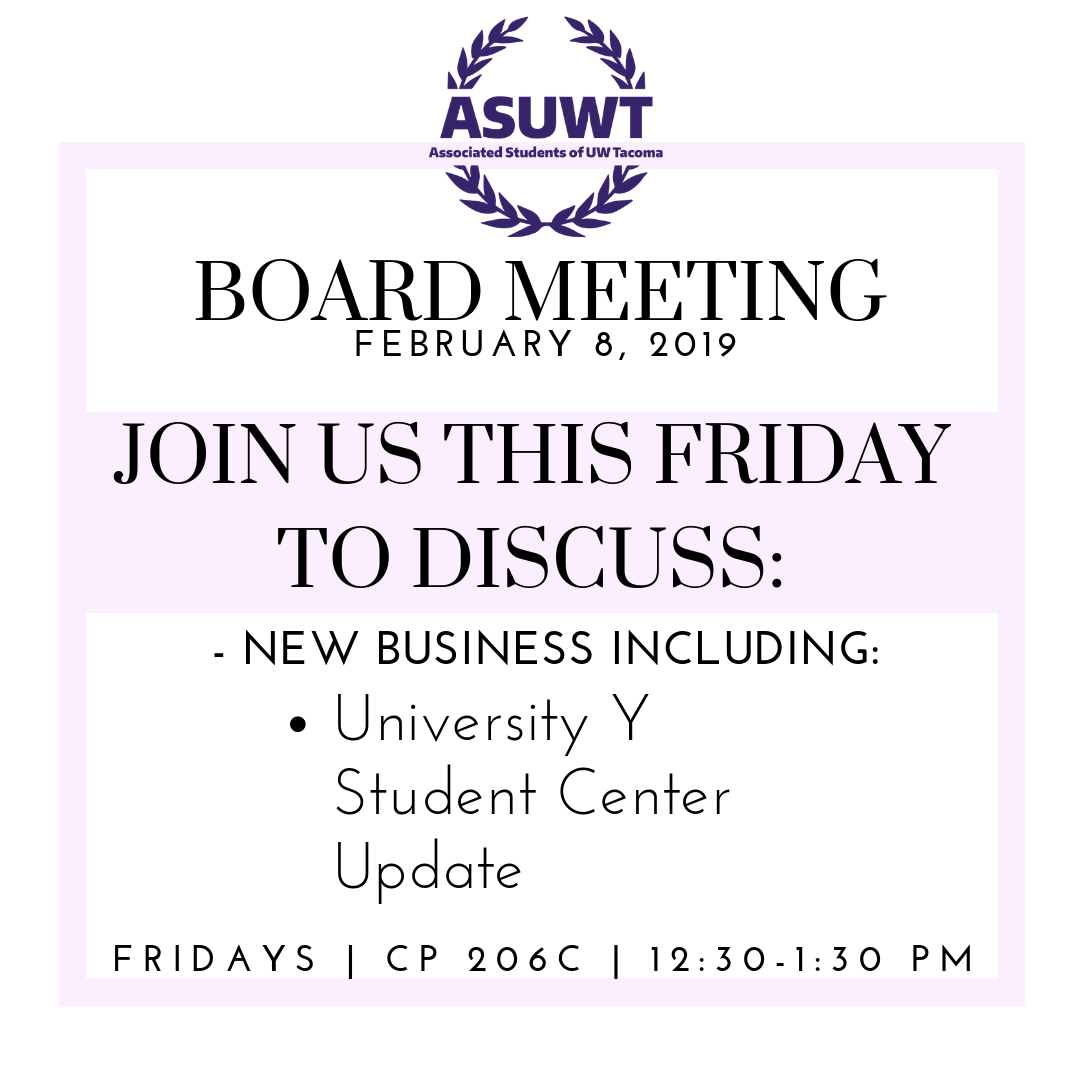 ASUWT
Associated Students of UW Tacoma
BOARD MEETING
FEBRUARY 8, 2019
JOIN US THIS FRIDAY
TO DISCUSS:
- NEW BUSINESS INCLUDING:
• University Y
Student Center
Update
FRIDAYS | CP 206C | 12:30-1:30 PM